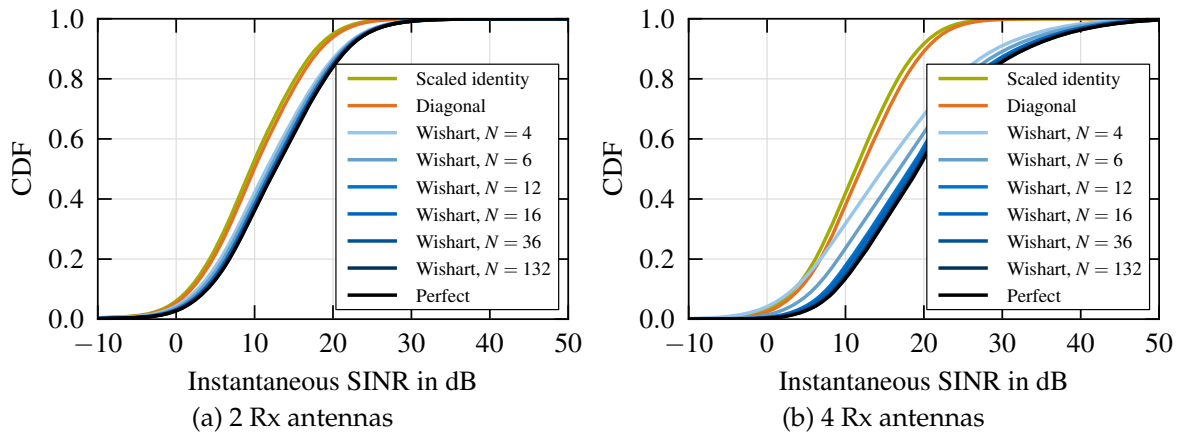 1.0
0.8
0.6
0.4
0.2
0.0
CDF
Scaled identity
Diagonal
Wishart, N = 4
Wishart, N = 6
Wishart, N = 12
Wishart, N = 16
Wishart, N = 36
Wishart, N = 132
Perfect
−10 0 10 20 30 40 50
Instantaneous SINR in dB
(a) 2 Rx antennas
1.0
0.8
0.6
0.4
0.2
0.0
CDF
Scaled identity
Diagonal
Wishart, N = 4
Wishart, N = 6
Wishart, N = 12
Wishart, N = 16
Wishart, N = 36
Wishart, N = 132
Perfect
−10 0 10 20 30 40 50
Instantaneous SINR in dB
(b) 4 Rx antennas